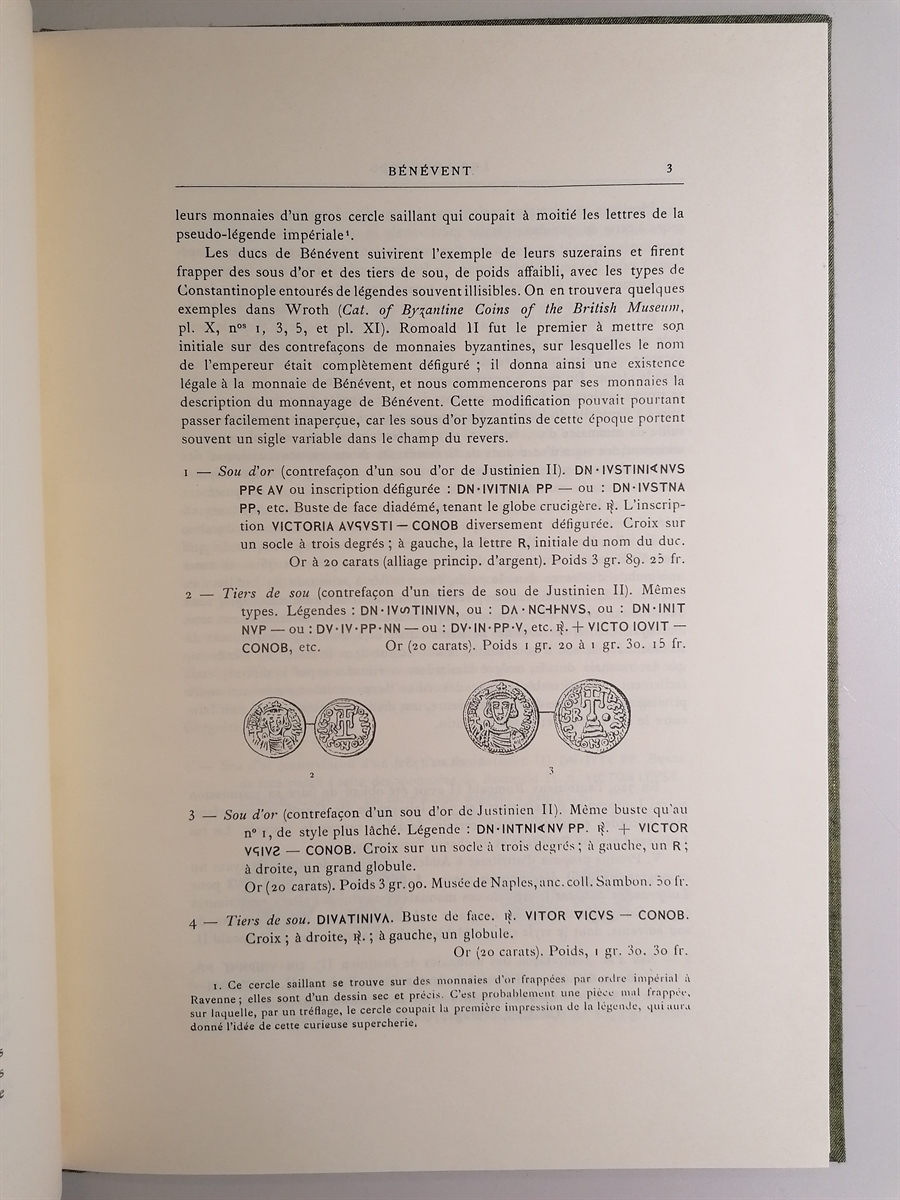 BÉNÉVENT 3
leurs monnaies d'un gros cercle saillant qui coupait à moitié les lettres de la
pseudo-légende impériale¹.
Les ducs de Bénévent suivirent l'exemple de leurs suzerains et firent
frapper des sous d'or et des tiers de sou, de poids affaibli, avec les types de
Constantinople entourés de légendes souvent illisibles. On en trouvera quelques
exemples dans Wroth (Cat. of Byzantine Coins of the British Museum,
pl. X, nos 1, 3, 5, et pl. XI). Romoald II fut le premier à mettre son
initiale sur des contrefaçons de monnaies byzantines, sur lesquelles le nom
de l'empereur était complètement défiguré ; il donna ainsi une existence
légale à la monnaie de Bénévent, et nous commencerons par ses monnaies la
description du monnayage de Bénévent. Cette modification pouvait pourtant
passer facilement inaperçue, car les sous d'or byzantins de cette époque portent
souvent un sigle variable dans le champ du revers.
1 — Sou d'or (contrefaçon d'un sou d'or de Justinien II). DN·IVSTINI∢NVS
PPЄ AV ou inscription défigurée : DN·IVITNIA PP — ou : DN·IVSTNA
PP, etc. Buste de face diadémé, tenant le globe crucigère. ℟. L'inscrip-
tion VICTORIA AVꟼVSTI — CONOB diversement défigurée. Croix sur
un socle à trois degrés ; à gauche, la lettre R, initiale du nom du duc.
Or à 20 carats (alliage princip. d'argent). Poids 3 gr. 89. 25 fr.
2 — Tiers de sou (contrefaçon d'un tiers de sou de Justinien II). Mêmes
types. Légendes : DN·IV∽TINIVN, ou : DΛ·NC⊣⊦NVS, ou : DN·INIT
NVP — ou : DV·IV·PP·NN — ou : DV·IN·PP·V, etc. ℟. + VICTO IOVIT —
CONOB, etc. Or (20 carats). Poids 1 gr. 20 à 1 gr. 30. 15 fr.
2 3
3 — Sou d'or (contrefaçon d'un sou d'or de Justinien II). Même buste qu'au
n° 1, de style plus lâché. Légende : DN·INTNI∢NV PP. ℟. + VICTOR
VꟼIVƧ — CONOB. Croix sur un socle à trois degrés ; à gauche, un R ;
à droite, un grand globule.
Or (20 carats). Poids 3 gr. 90. Musée de Naples, anc. coll. Sambon. 50 fr.
4 — Tiers de sou. DIVATINIVΛ. Buste de face. ℟. VITOR ∇ICVS — CONOB.
Croix ; à droite, ℟. ; à gauche, un globule.
Or (20 carats). Poids, 1 gr. 30. 30 fr.
1. Ce cercle saillant se trouve sur des monnaies d'or frappées par ordre impérial à
Ravenne ; elles sont d'un dessin sec et précis. C'est probablement une pièce mal frappée,
sur laquelle, par un tréflage, le cercle coupait la première impression de la légende, qui aura
donné l'idée de cette curieuse supercherie.